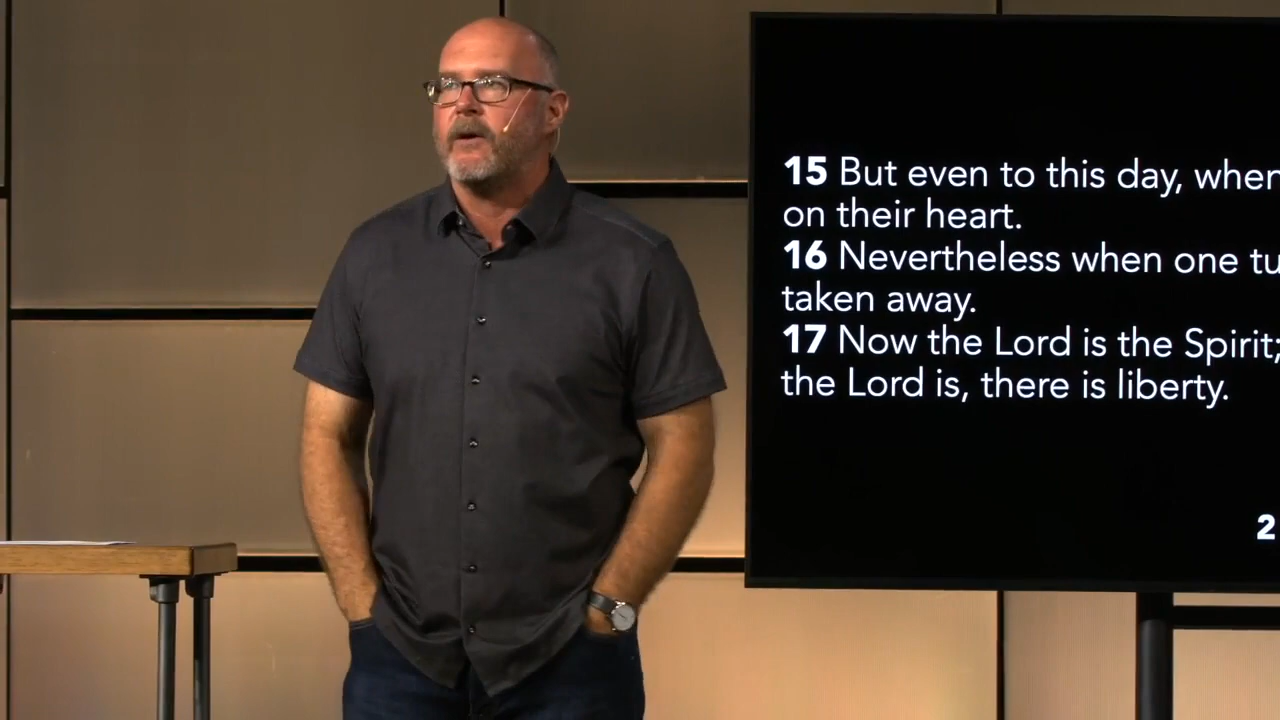 15 But even to this day, when
on their heart.
16 Nevertheless when one tu
taken away.
17 Now the Lord is the Spirit;
the Lord is, there is liberty.
2